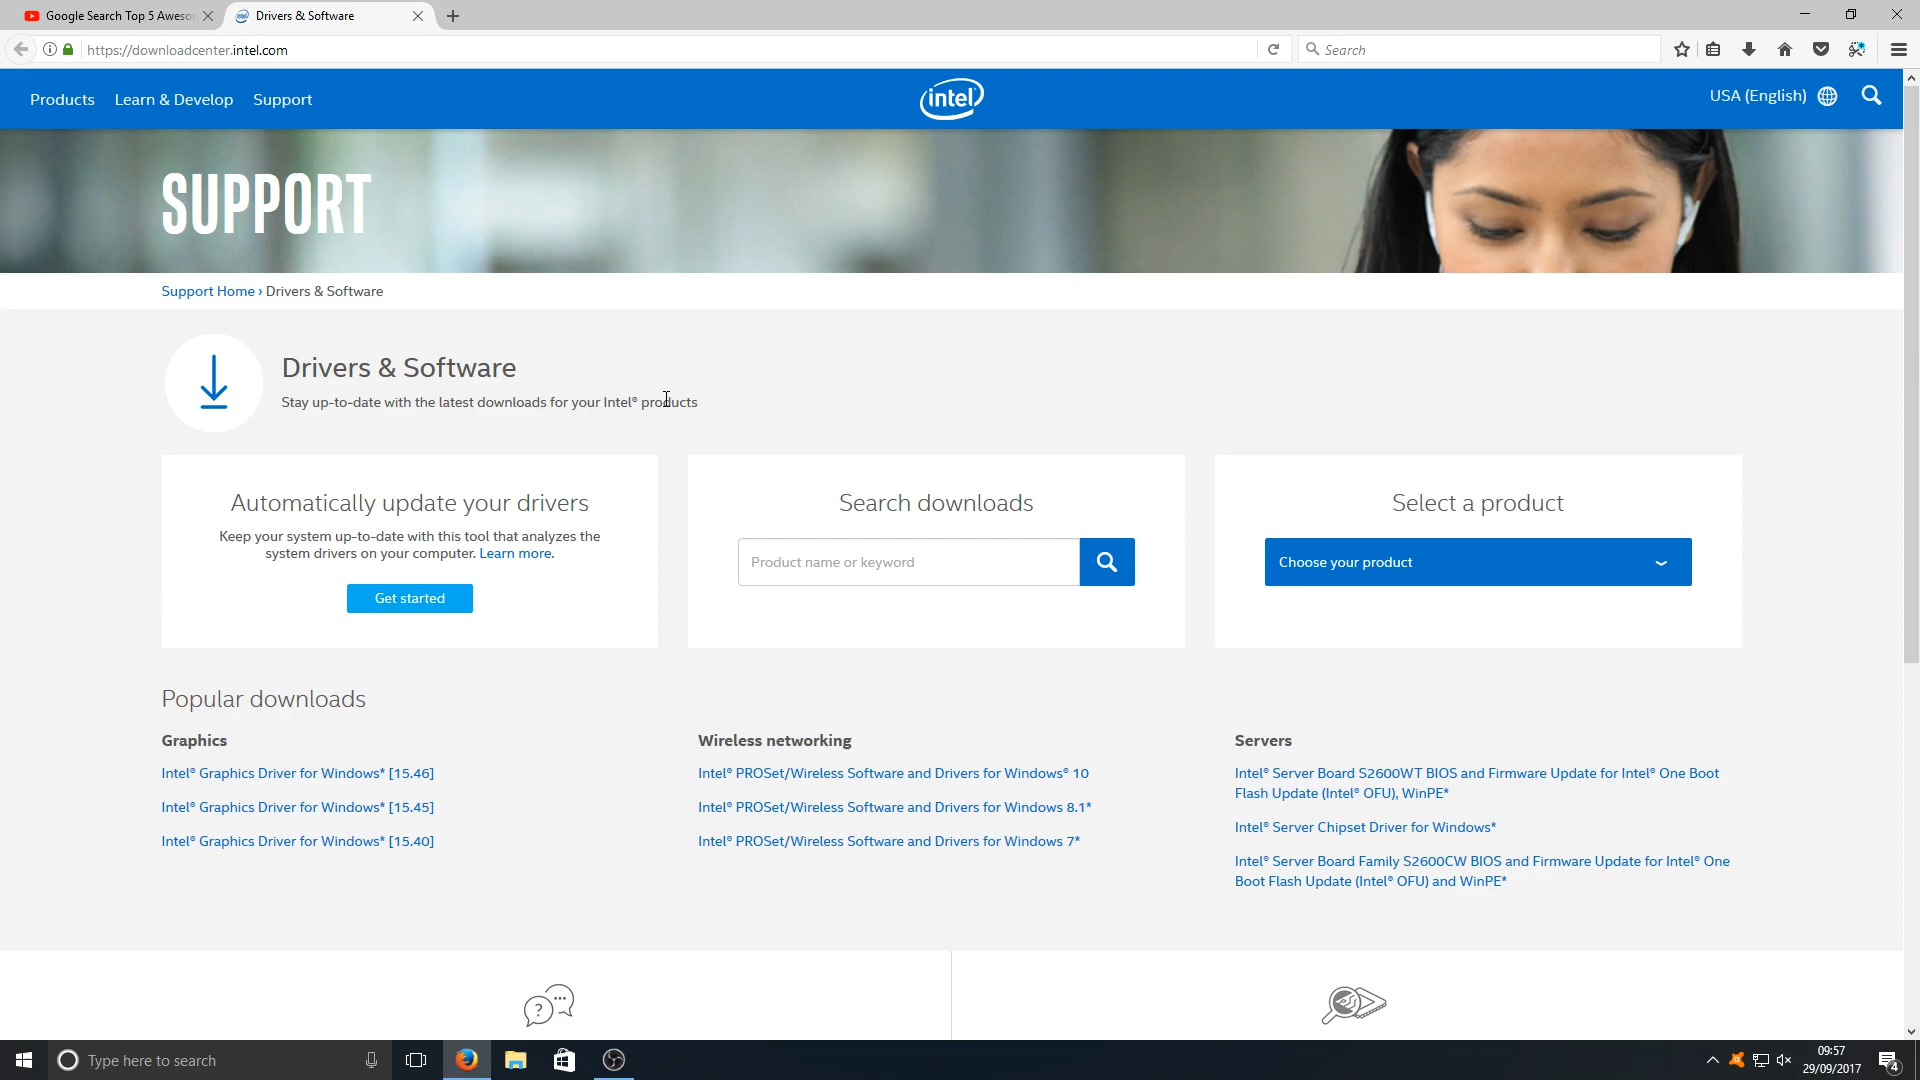 Google Search Top 5 Aweso
Drivers & Software
https://downloadcenter.intel.com
Search
Products
Learn & Develop
Support
intel
USA (English)
SUPPORT
Support Home › Drivers & Software
Drivers & Software
Stay up-to-date with the latest downloads for your Intel® products
Automatically update your drivers
Keep your system up-to-date with this tool that analyzes the
system drivers on your computer. Learn more.
Get started
Search downloads
Product name or keyword
Select a product
Choose your product
Popular downloads
Graphics
Intel® Graphics Driver for Windows* [15.46]
Intel® Graphics Driver for Windows* [15.45]
Intel® Graphics Driver for Windows* [15.40]
Wireless networking
Intel® PROSet/Wireless Software and Drivers for Windows® 10
Intel® PROSet/Wireless Software and Drivers for Windows 8.1*
Intel® PROSet/Wireless Software and Drivers for Windows 7*
Servers
Intel® Server Board S2600WT BIOS and Firmware Update for Intel® One Boot
Flash Update (Intel® OFU), WinPE*
Intel® Server Chipset Driver for Windows*
Intel® Server Board Family S2600CW BIOS and Firmware Update for Intel® One
Boot Flash Update (Intel® OFU) and WinPE*
Type here to search
09:57
29/09/2017
4